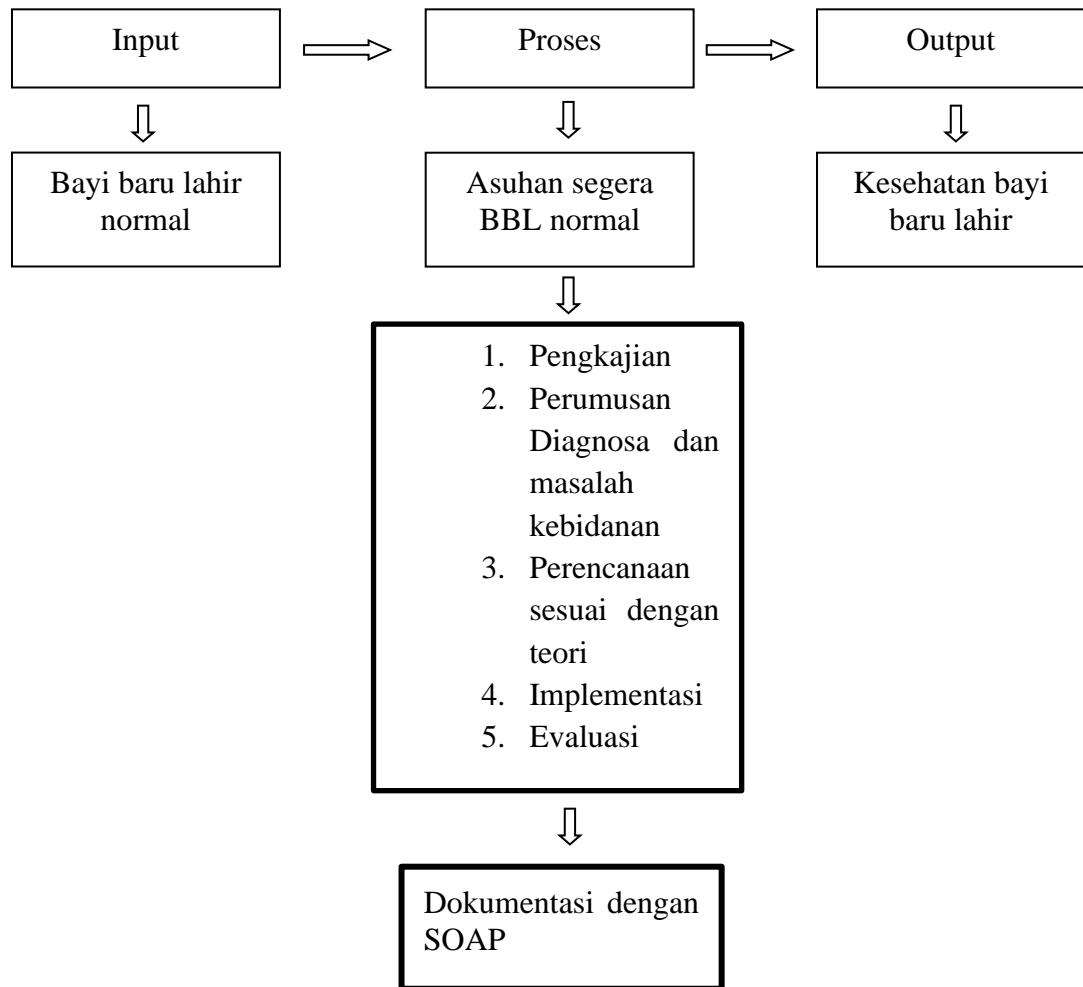 Input
Proses
Output
Bayi baru lahir
normal
Asuhan segera
BBL normal
Kesehatan bayi
baru lahir
1. Pengkajian
2. Perumusan
Diagnosa dan
masalah
kebidanan
3. Perencanaan
sesuai dengan
teori
4. Implementasi
5. Evaluasi
Dokumentasi dengan
SOAP